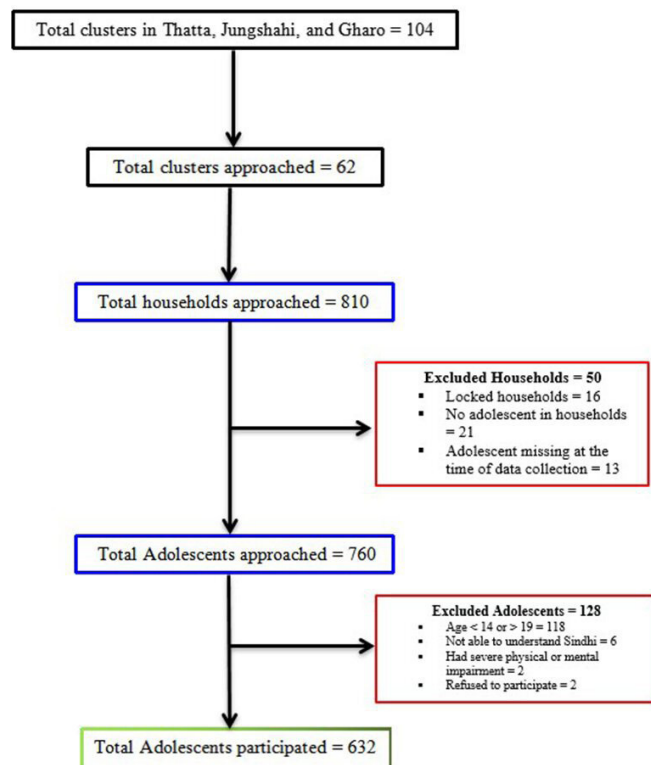 Total clusters in Thatta, Jungshahi, and Gharo = 104
Total clusters approached = 62
Total households approached = 810
Excluded Households = 50
▪ Locked households = 16
▪ No adolescent in households
= 21
▪ Adolescent missing at the
time of data collection = 13
Total Adolescents approached = 760
Excluded Adolescents = 128
▪ Age < 14 or > 19 = 118
▪ Not able to understand Sindhi = 6
▪ Had severe physical or mental
impairment = 2
▪ Refused to participate = 2
Total Adolescents participated = 632